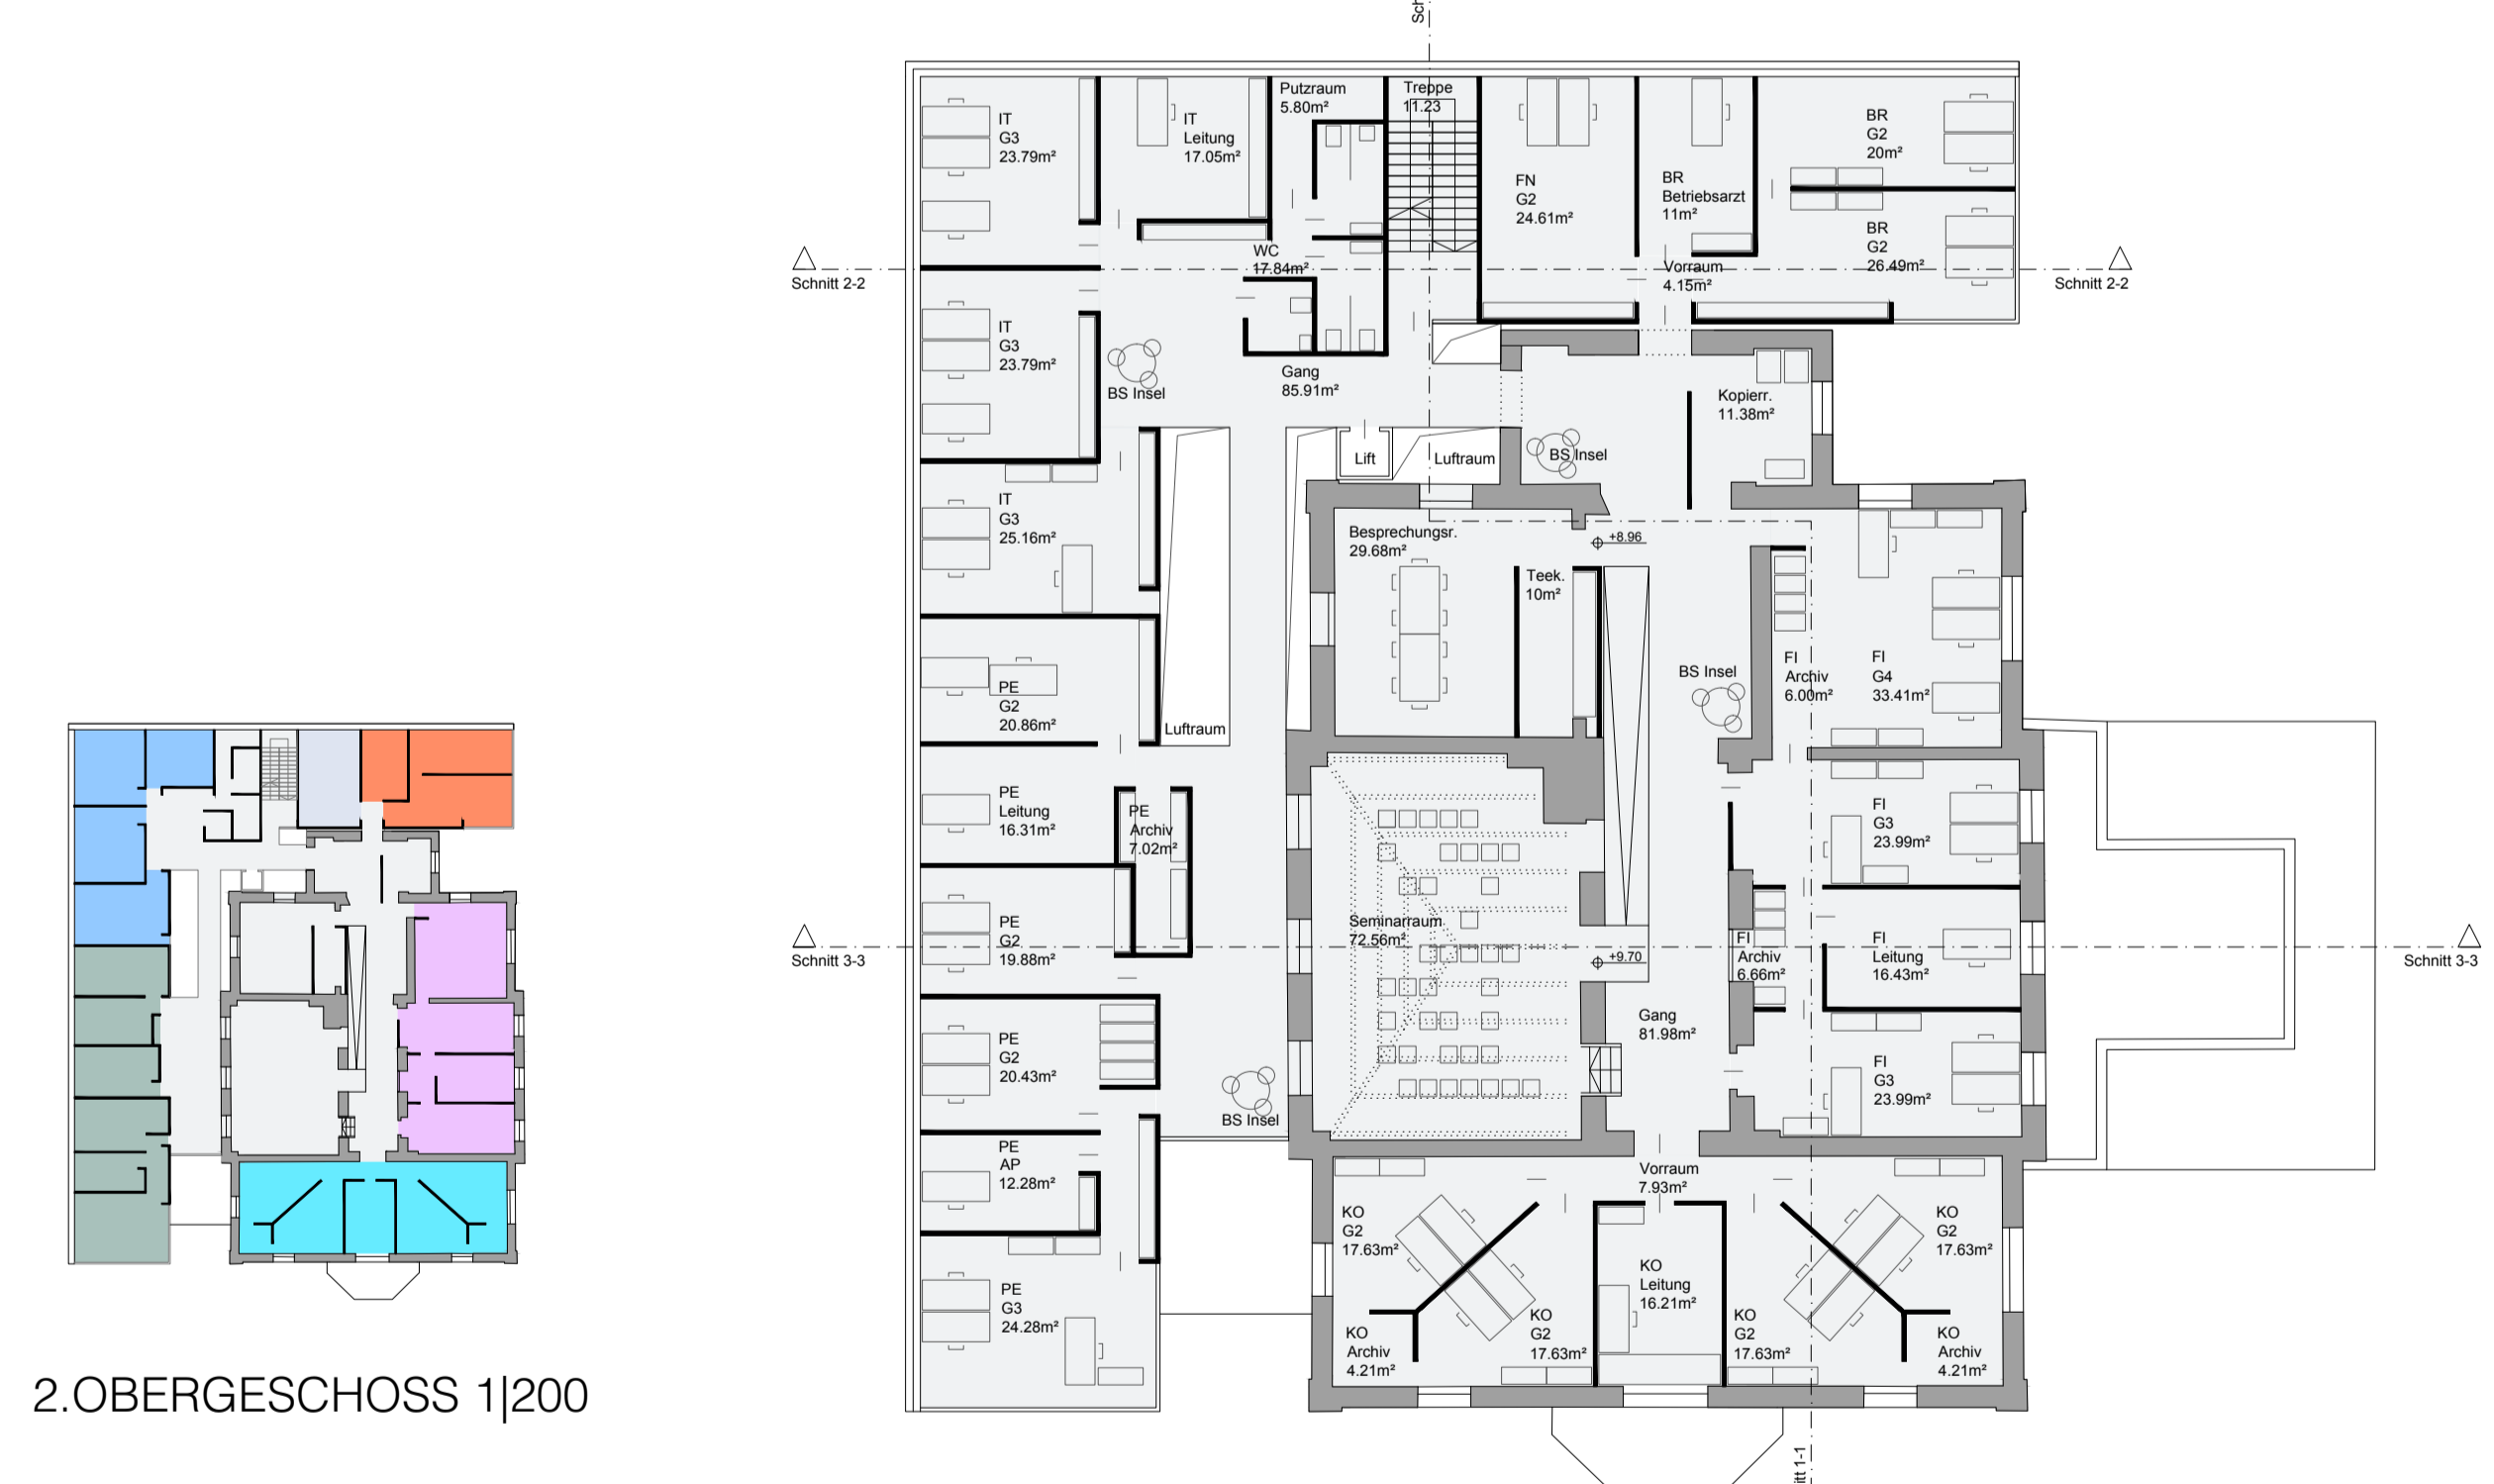 Sch
Putzraum
5.80m²
Treppe
11.23
IT
G3
23.79m²
IT
Leitung
17.05m²
FN
G2
24.61m²
BR
Betriebsarzt
11m²
BR
G2
20m²
BR
G2
26.49m²
WC
17.84m²
Vorraum
4.15m²
Schnitt 2-2
Schnitt 2-2
IT
G3
23.79m²
BS Insel
Gang
85.91m²
Kopierr.
11.38m²
Lift
Luftraum
BS Insel
IT
G3
25.16m²
Besprechungsr.
29.68m²
+8.96
Teek.
10m²
PE
G2
20.86m²
Luftraum
BS Insel
FI
Archiv
6.00m²
FI
G4
33.41m²
PE
Leitung
16.31m²
PE
Archiv
7.02m²
FI
G3
23.99m²
PE
G2
19.88m²
Seminarraum
72.56m²
+9.70
FI
Archiv
6.66m²
FI
Leitung
16.43m²
Schnitt 3-3
Schnitt 3-3
PE
G2
20.43m²
BS Insel
Gang
81.98m²
FI
G3
23.99m²
PE
AP
12.28m²
Vorraum
7.93m²
KO
G2
17.63m²
KO
G2
17.63m²
PE
G3
24.28m²
KO
Leitung
16.21m²
KO
Archiv
4.21m²
KO
G2
17.63m²
KO
G2
17.63m²
KO
Archiv
4.21m²
2.OBERGESCHOSS 1|200
itt 1-1